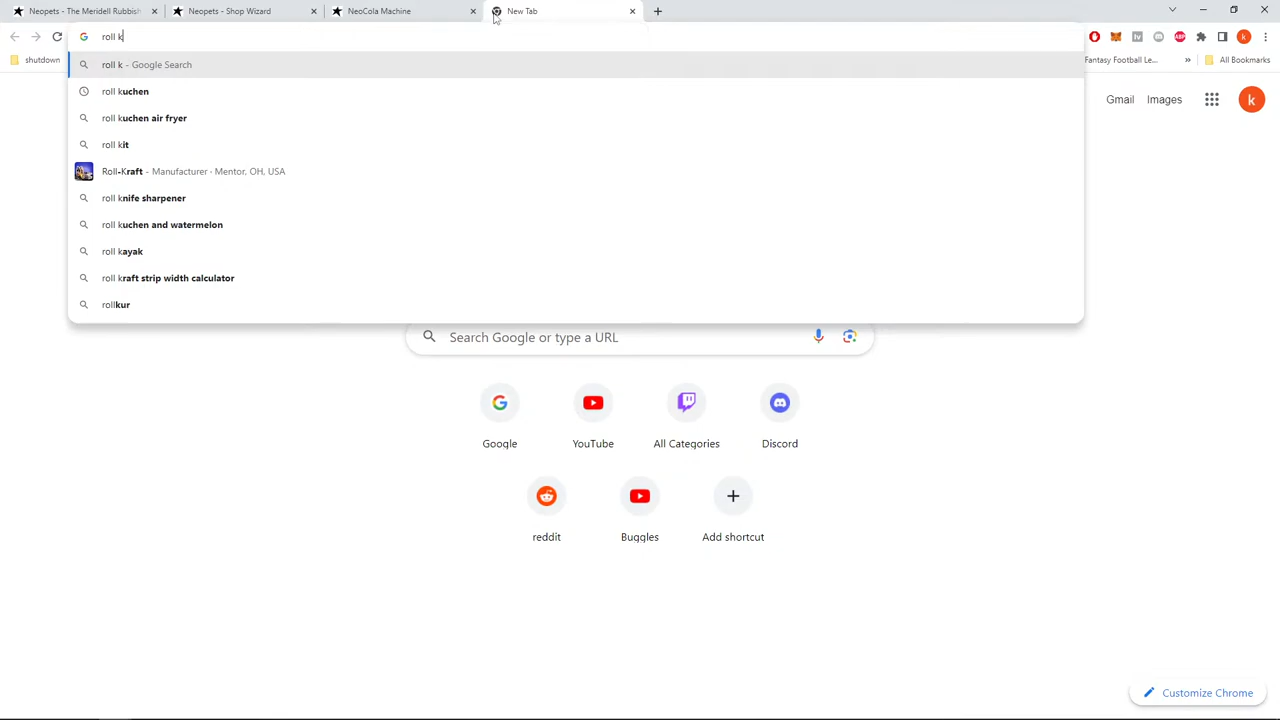 Neopets - The Meridell Rubbish
Neopets - Shop Wizard
NeoCola Machine
New Tab
roll k
shutdown
Fantasy Football Le...
All Bookmarks
roll k - Google Search
roll kuchen
roll kuchen air fryer
roll kit
Roll-Kraft - Manufacturer · Mentor, OH, USA
roll knife sharpener
roll kuchen and watermelon
roll kayak
roll kraft strip width calculator
rollkur
Gmail Images
k
k
lv
ABP
Search Google or type a URL
Google YouTube All Categories Discord
reddit Buggles Add shortcut
Customize Chrome